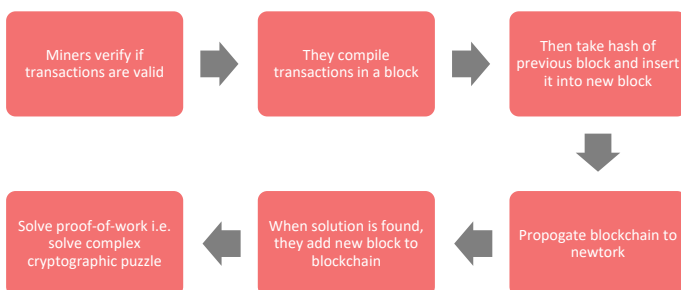 Miners verify if
transactions are valid
They compile
transactions in a block
Then take hash of
previous block and insert
it into new block
Propogate blockchain to
newtork
When solution is found,
they add new block to
blockchain
Solve proof-of-work i.e.
solve complex
cryptographic puzzle